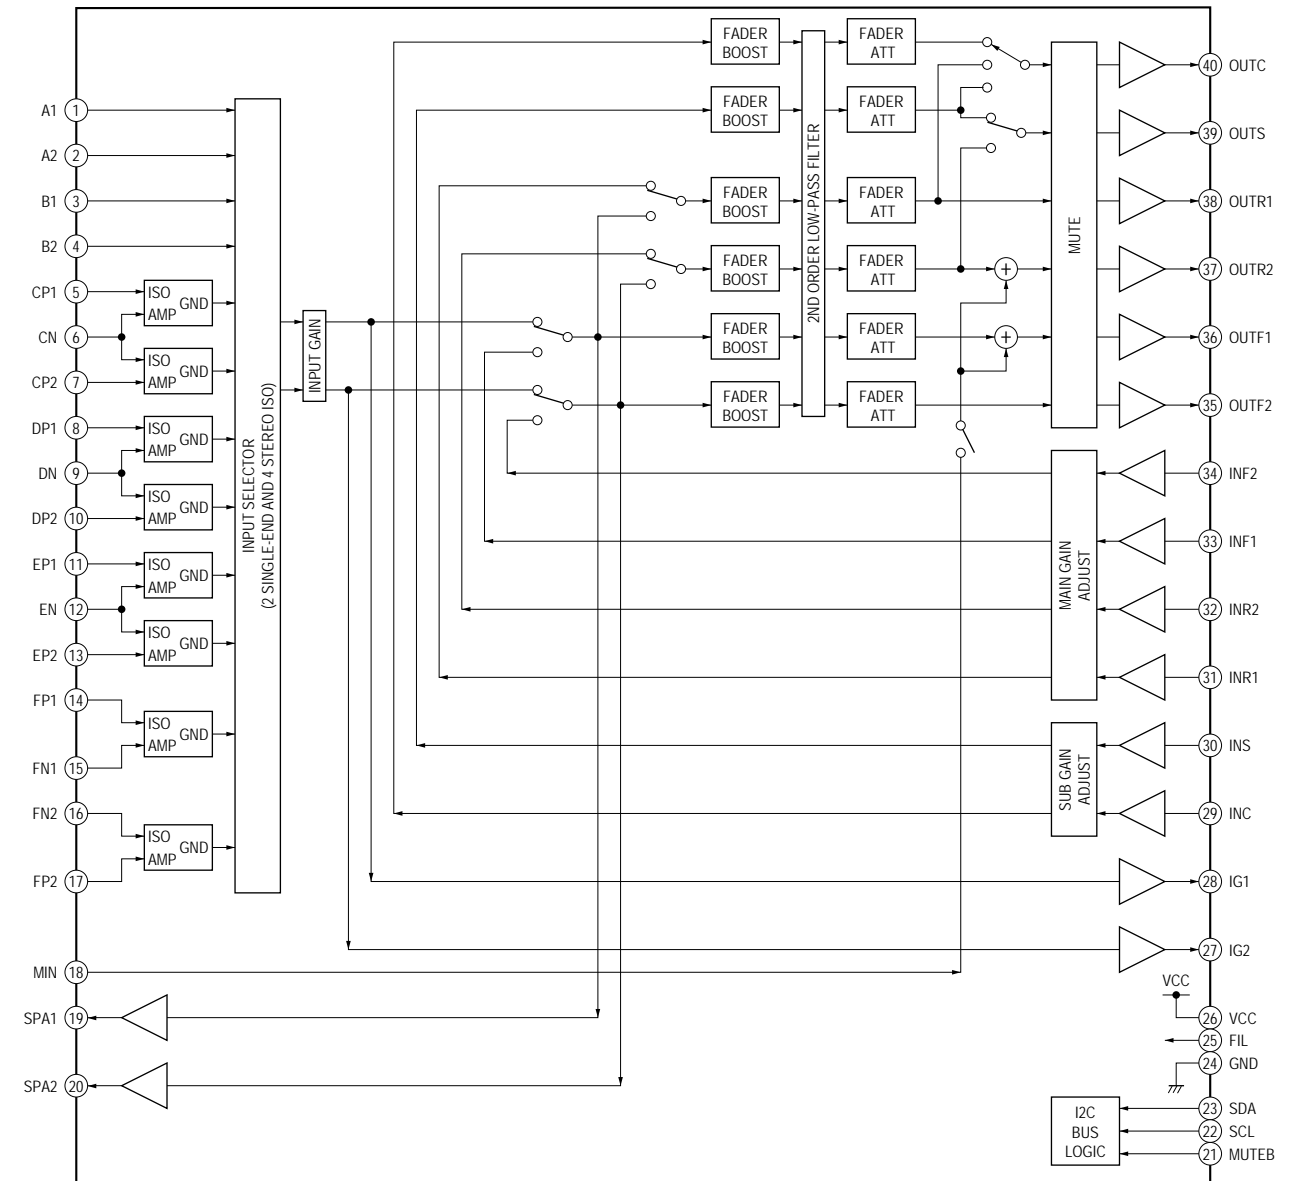 A1 1
A2 2
B1 3
B2 4
CP1 5
CN 6
CP2 7
DP1 8
DN 9
DP2 10
EP1 11
EN 12
EP2 13
FP1 14
FN1 15
FN2 16
FP2 17
MIN 18
SPA1 19
SPA2 20
ISO
AMP
GND
ISO
AMP
GND
ISO
AMP
GND
ISO
AMP
GND
ISO
AMP
GND
ISO
AMP
GND
ISO
AMP
GND
ISO
AMP
GND
INPUT SELECTOR
(2 SINGLE-END AND 4 STEREO ISO)
INPUT GAIN
FADER
BOOST
FADER
BOOST
FADER
BOOST
FADER
BOOST
FADER
BOOST
FADER
BOOST
2ND ORDER LOW-PASS FILTER
FADER
ATT
FADER
ATT
FADER
ATT
FADER
ATT
FADER
ATT
FADER
ATT
+
+
MUTE
MAIN GAIN
ADJUST
SUB GAIN
ADJUST
40 OUTC
39 OUTS
38 OUTR1
37 OUTR2
36 OUTF1
35 OUTF2
34 INF2
33 INF1
32 INR2
31 INR1
30 INS
29 INC
28 IG1
27 IG2
VCC
26 VCC
25 FIL
24 GND
23 SDA
22 SCL
21 MUTEB
I2C
BUS
LOGIC